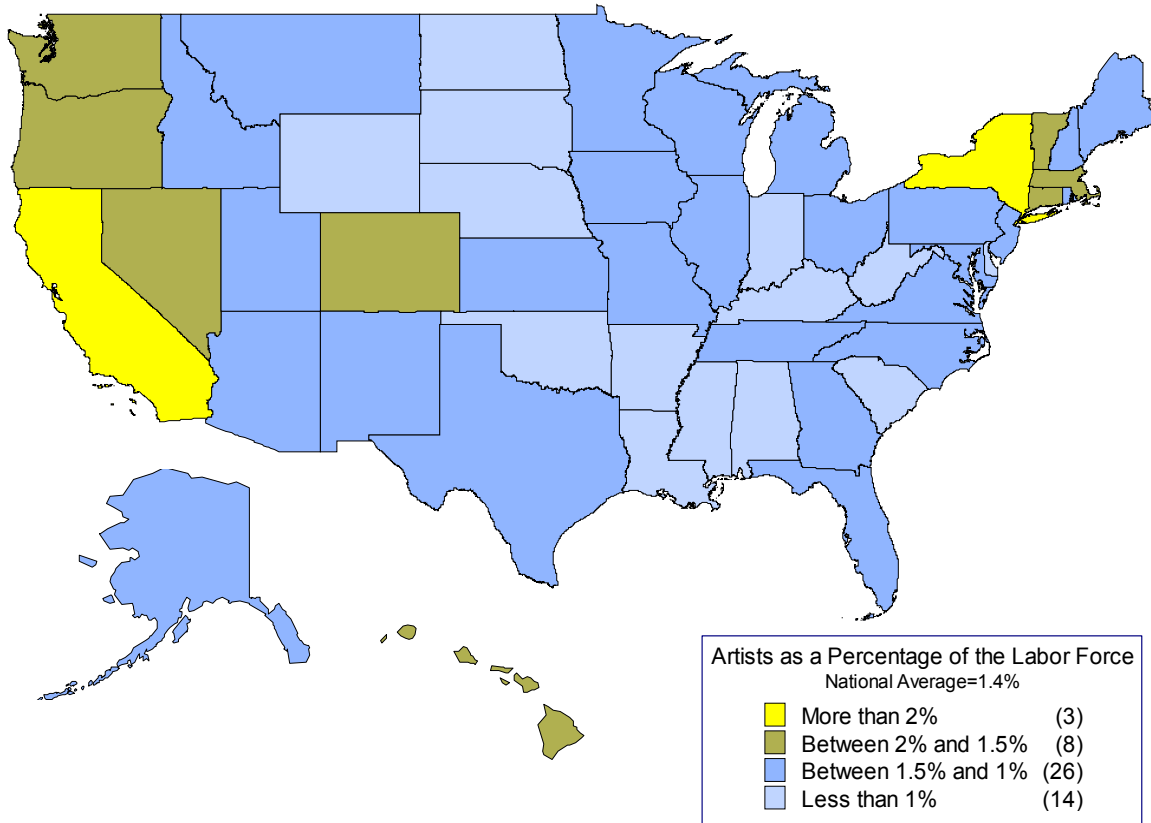 Artists as a Percentage of the Labor Force
National Average=1.4%
More than 2% (3)
Between 2% and 1.5% (8)
Between 1.5% and 1% (26)
Less than 1% (14)